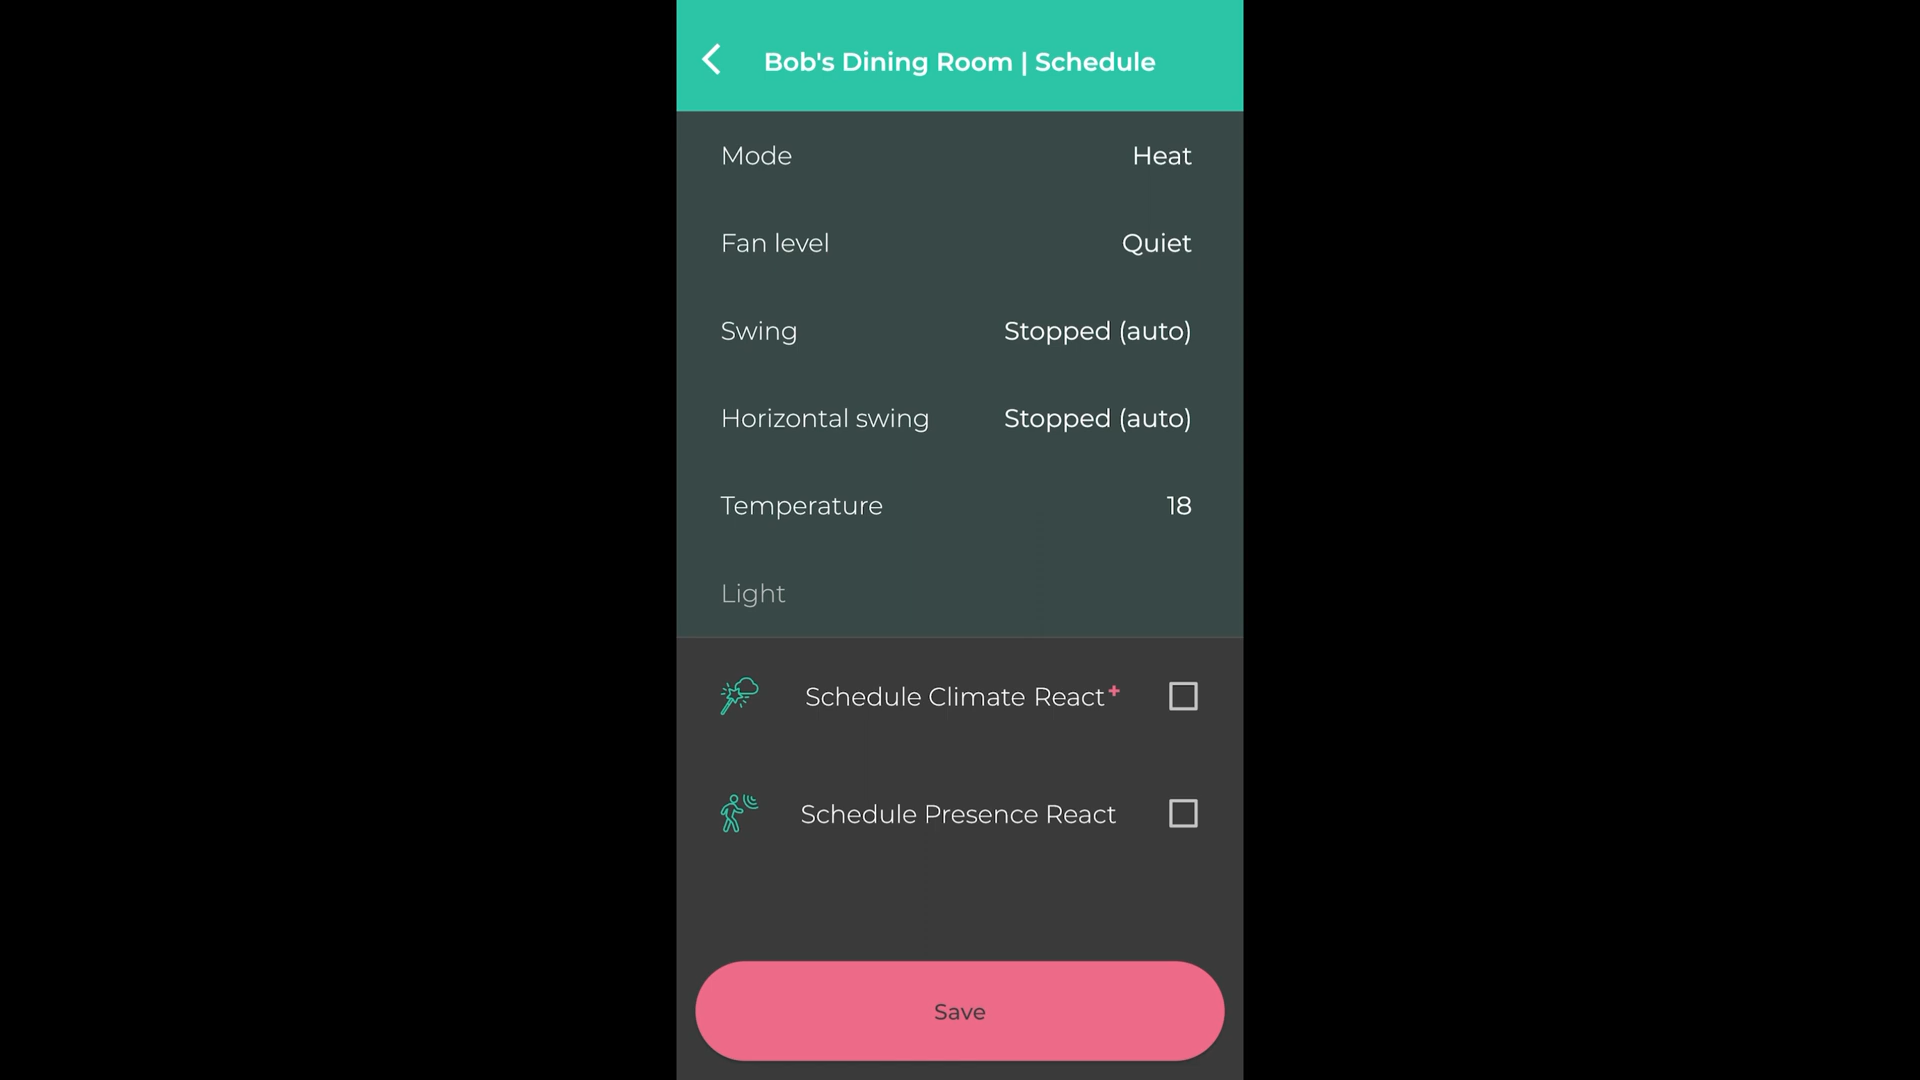 Bob's Dining Room | Schedule
Mode Heat
Fan level Quiet
Swing Stopped (auto)
Horizontal swing Stopped (auto)
Temperature 18
Light
Schedule Climate React+
Schedule Presence React
Save